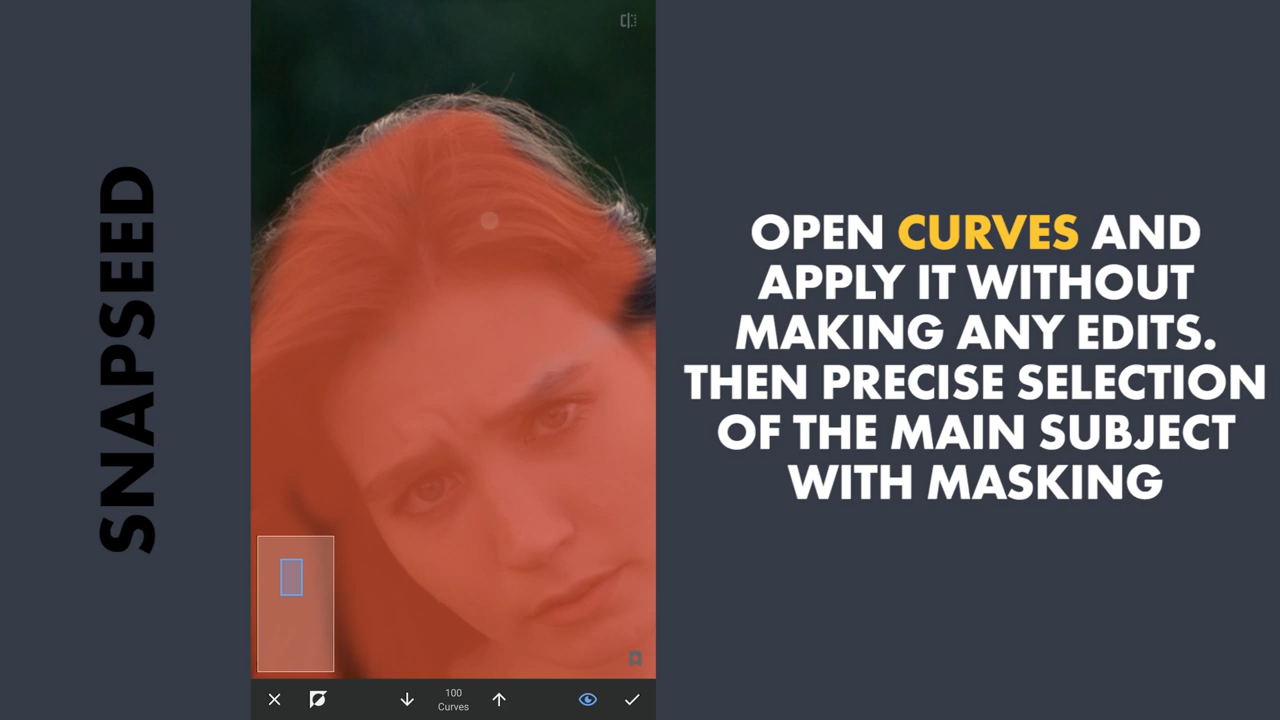 SNAPSEED
OPEN CURVES AND
APPLY IT WITHOUT
MAKING ANY EDITS.
THEN PRECISE SELECTION
OF THE MAIN SUBJECT
WITH MASKING
100
Curves